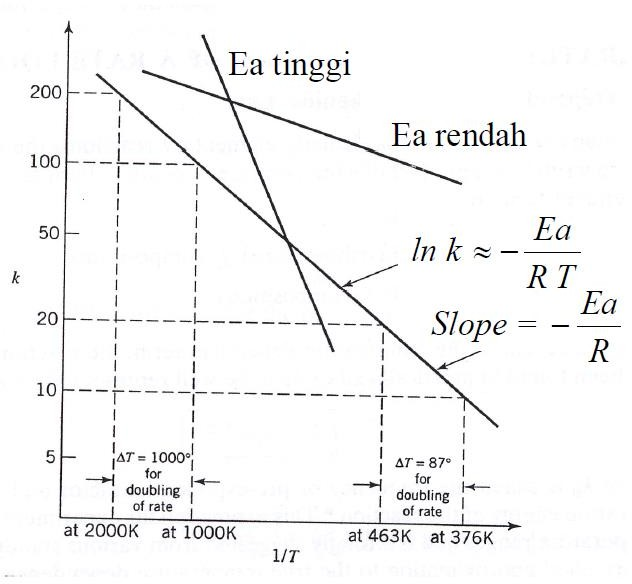 Ea tinggi
200
Ea rendah
100
50
ln k ≈ - Ea / R T
k
Slope = - Ea / R
20
10
5
ΔT = 1000°
for
doubling
of rate
ΔT = 87°
for
doubling
of rate
at 2000K
at 1000K
at 463K
at 376K
1/T